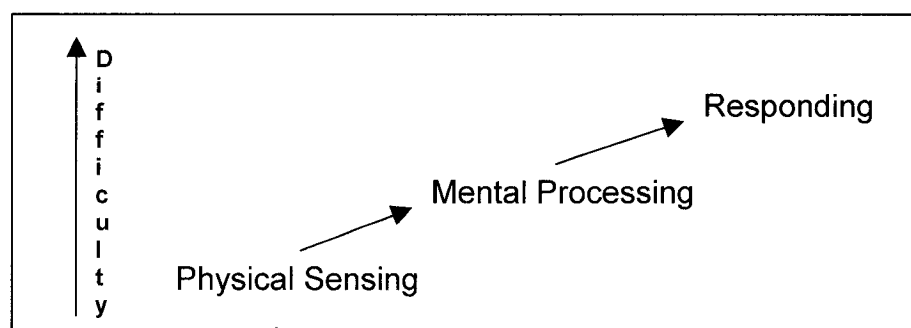 Difficulty
Responding
Mental Processing
Physical Sensing